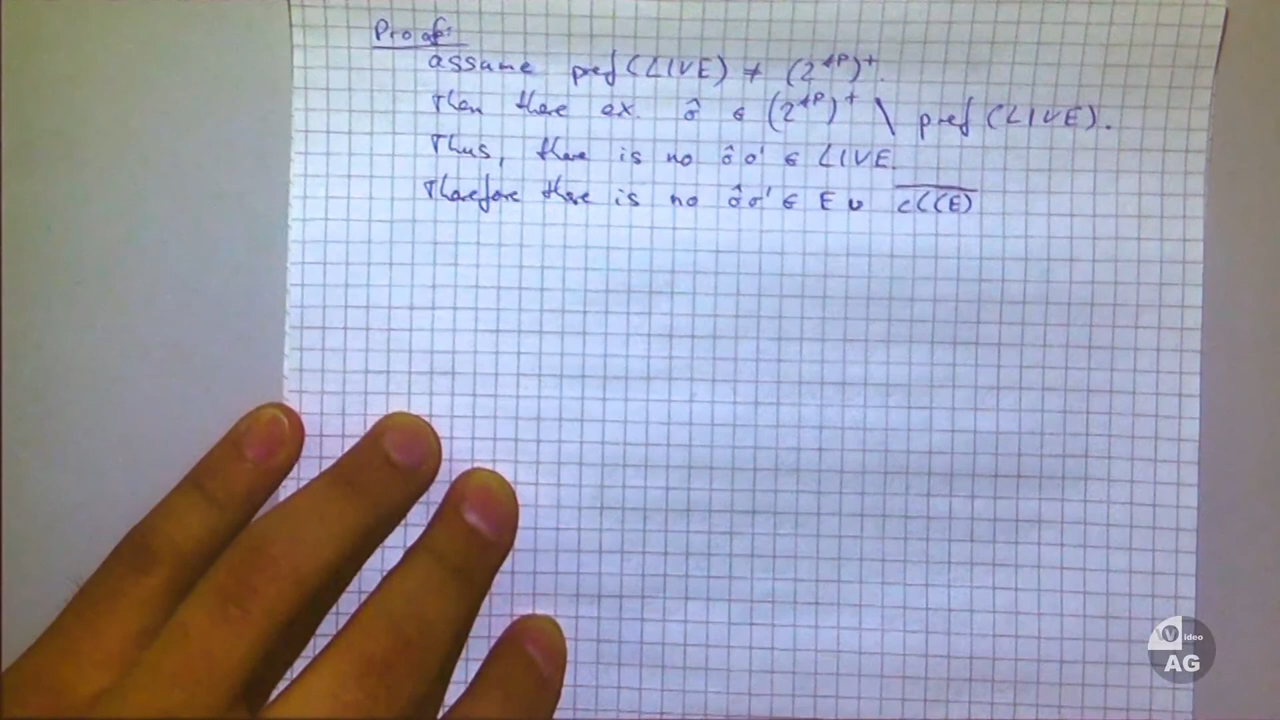 Proof:
assume pref(LIVE) ≠ (2^AP)^+.
Then there ex. σ̂ ∈ (2^AP)^+ \ pref(LIVE).
Thus, there is no σ̂σ' ∈ LIVE.
Therefore there is no σ̂σ' ∈ E ∪ \overline{cl(E)}
Video
AG